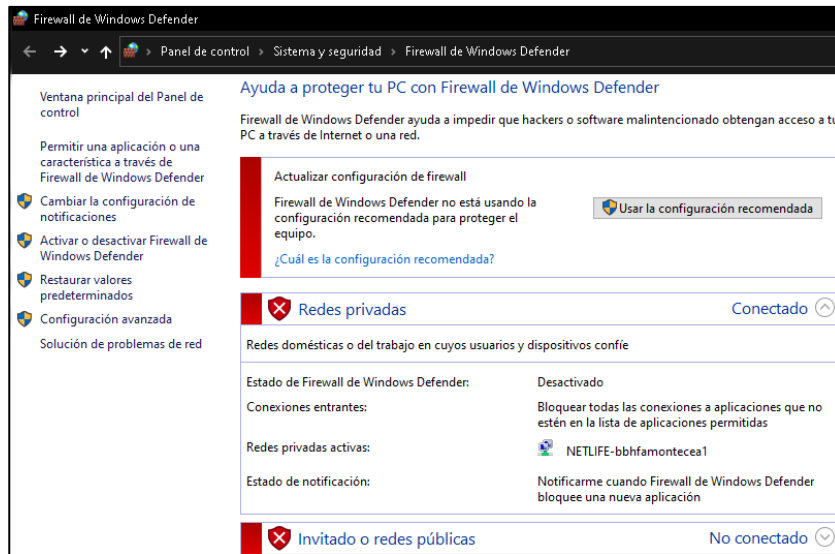 Firewall de Windows Defender
Panel de control > Sistema y seguridad > Firewall de Windows Defender
Ventana principal del Panel de
control
Permitir una aplicación o una
característica a través de
Firewall de Windows Defender
Cambiar la configuración de
notificaciones
Activar o desactivar Firewall de
Windows Defender
Restaurar valores
predeterminados
Configuración avanzada
Solución de problemas de red
Ayuda a proteger tu PC con Firewall de Windows Defender
Firewall de Windows Defender ayuda a impedir que hackers o software malintencionado obtengan acceso a tu
PC a través de Internet o una red.
Actualizar configuración de firewall
Firewall de Windows Defender no está usando la
configuración recomendada para proteger el
equipo.
Usar la configuración recomendada
¿Cuál es la configuración recomendada?
Redes privadas Conectado
Redes domésticas o del trabajo en cuyos usuarios y dispositivos confíe
Estado de Firewall de Windows Defender: Desactivado
Conexiones entrantes: Bloquear todas las conexiones a aplicaciones que no
estén en la lista de aplicaciones permitidas
Redes privadas activas: NETLIFE-bbhfamontecea1
Estado de notificación: Notificarme cuando Firewall de Windows Defender
bloquee una nueva aplicación
Invitado o redes públicas No conectado